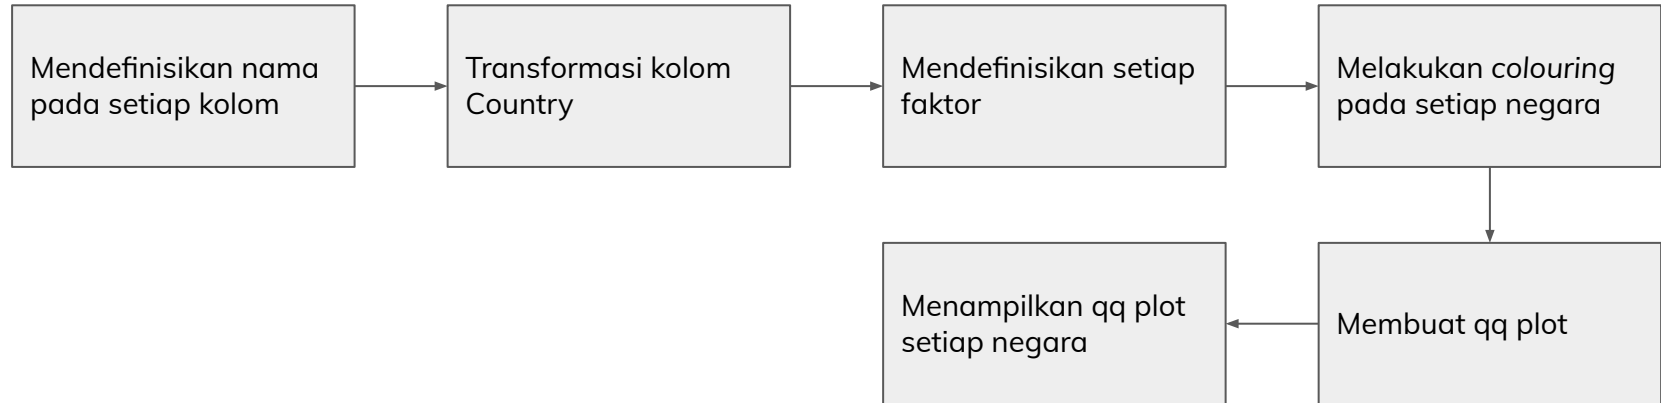 Mendefinisikan nama
pada setiap kolom
Transformasi kolom
Country
Mendefinisikan setiap
faktor
Melakukan colouring
pada setiap negara
Membuat qq plot
Menampilkan qq plot
setiap negara